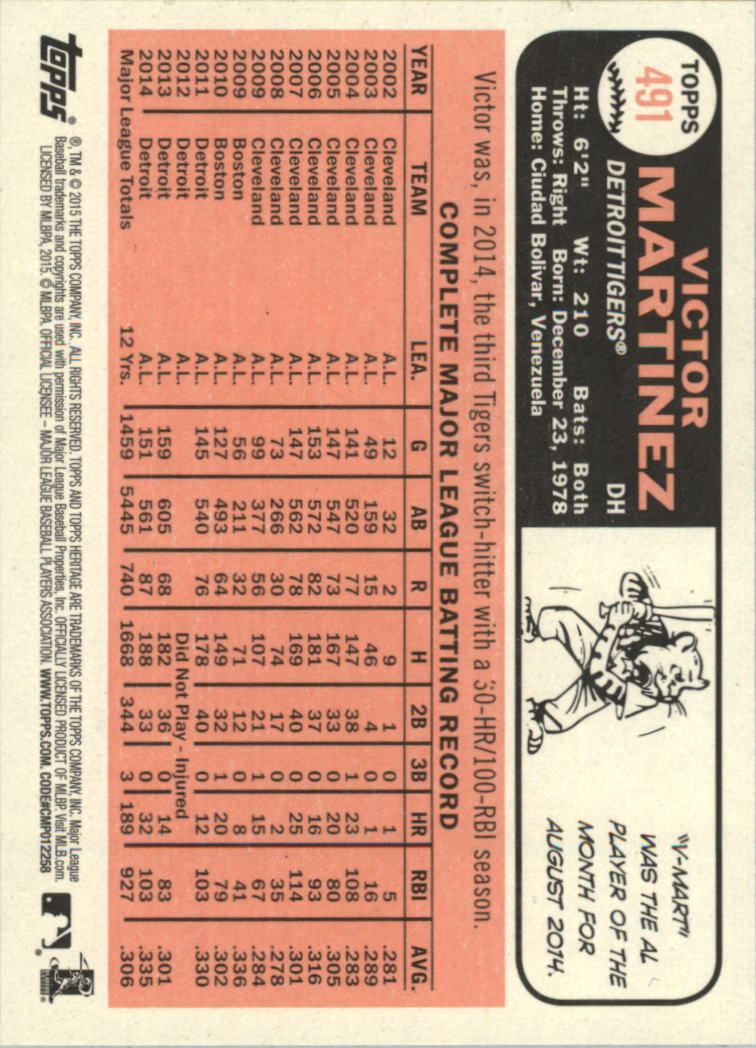 TOPPS
491
VICTOR
MARTINEZ
DETROIT TIGERS® DH
Ht: 6'2" Wt: 210 Bats: Both
Throws: Right Born: December 23, 1978
Home: Ciudad Bolivar, Venezuela
"V-MART"
WAS THE AL
PLAYER OF THE
MONTH FOR
AUGUST 2014.
Victor was, in 2014, the third Tigers switch-hitter with a 30-HR/100-RBI season.
COMPLETE MAJOR LEAGUE BATTING RECORD
YEAR TEAM LEA. G AB R H 2B 3B HR RBI AVG.
2002 Cleveland A.L. 12 32 2 9 1 0 1 5 .281
2003 Cleveland A.L. 49 159 15 46 4 0 1 16 .289
2004 Cleveland A.L. 141 520 77 147 38 1 23 108 .283
2005 Cleveland A.L. 147 547 73 167 33 0 20 80 .305
2006 Cleveland A.L. 153 572 82 181 37 0 16 93 .316
2007 Cleveland A.L. 147 562 78 169 40 0 25 114 .301
2008 Cleveland A.L. 73 266 30 74 17 0 2 35 .278
2009 Cleveland A.L. 99 377 56 107 21 1 15 67 .284
2009 Boston A.L. 56 211 32 71 12 0 8 41 .336
2010 Boston A.L. 127 493 64 149 32 1 20 79 .302
2011 Detroit A.L. 145 540 76 178 40 0 12 103 .330
2012 Detroit A.L. Did Not Play - Injured
2013 Detroit A.L. 159 605 68 182 36 0 14 83 .301
2014 Detroit A.L. 151 561 87 188 33 0 32 103 .335
Major League Totals 12 Yrs. 1459 5445 740 1668 344 3 189 927 .306
topps®
®, TM & © 2015 THE TOPPS COMPANY, INC. ALL RIGHTS RESERVED. TOPPS AND TOPPS HERITAGE ARE TRADEMARKS OF THE TOPPS COMPANY, INC. Major League
Baseball trademarks and copyrights are used with permission of Major League Baseball Properties, Inc. OFFICIALLY LICENSED PRODUCT OF MLBP. Visit MLB.com.
LICENSED BY MLBPA, 2015. © MLBPA. OFFICIAL LICENSEE – MAJOR LEAGUE BASEBALL PLAYERS ASSOCIATION. WWW.TOPPS.COM. CODE#CMP012258